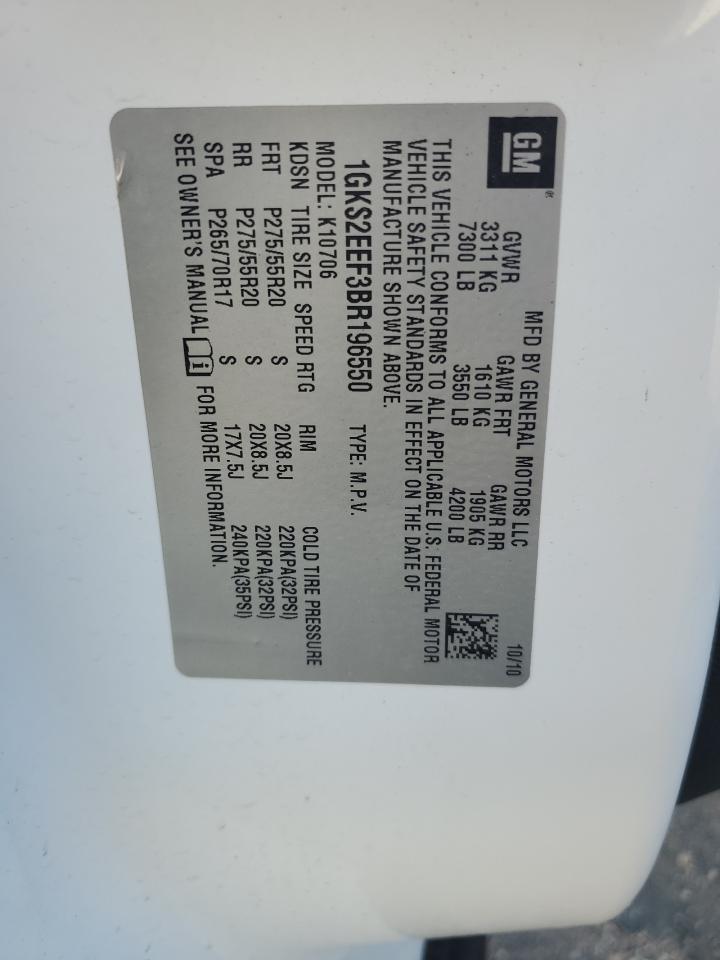 GM®
MFD BY GENERAL MOTORS LLC 10/10
GVWR GAWR FRT GAWR RR
3311 KG 1610 KG 1905 KG
7300 LB 3550 LB 4200 LB
THIS VEHICLE CONFORMS TO ALL APPLICABLE U.S. FEDERAL MOTOR
VEHICLE SAFETY STANDARDS IN EFFECT ON THE DATE OF
MANUFACTURE SHOWN ABOVE.
1GKS2EEF3BR196550 TYPE: M.P.V.
MODEL: K10706
KDSN TIRE SIZE SPEED RTG RIM COLD TIRE PRESSURE
FRT P275/55R20 S 20X8.5J 220KPA(32PSI)
RR P275/55R20 S 20X8.5J 220KPA(32PSI)
SPA P265/70R17 S 17X7.5J 240KPA(35PSI)
SEE OWNER'S MANUAL i FOR MORE INFORMATION.